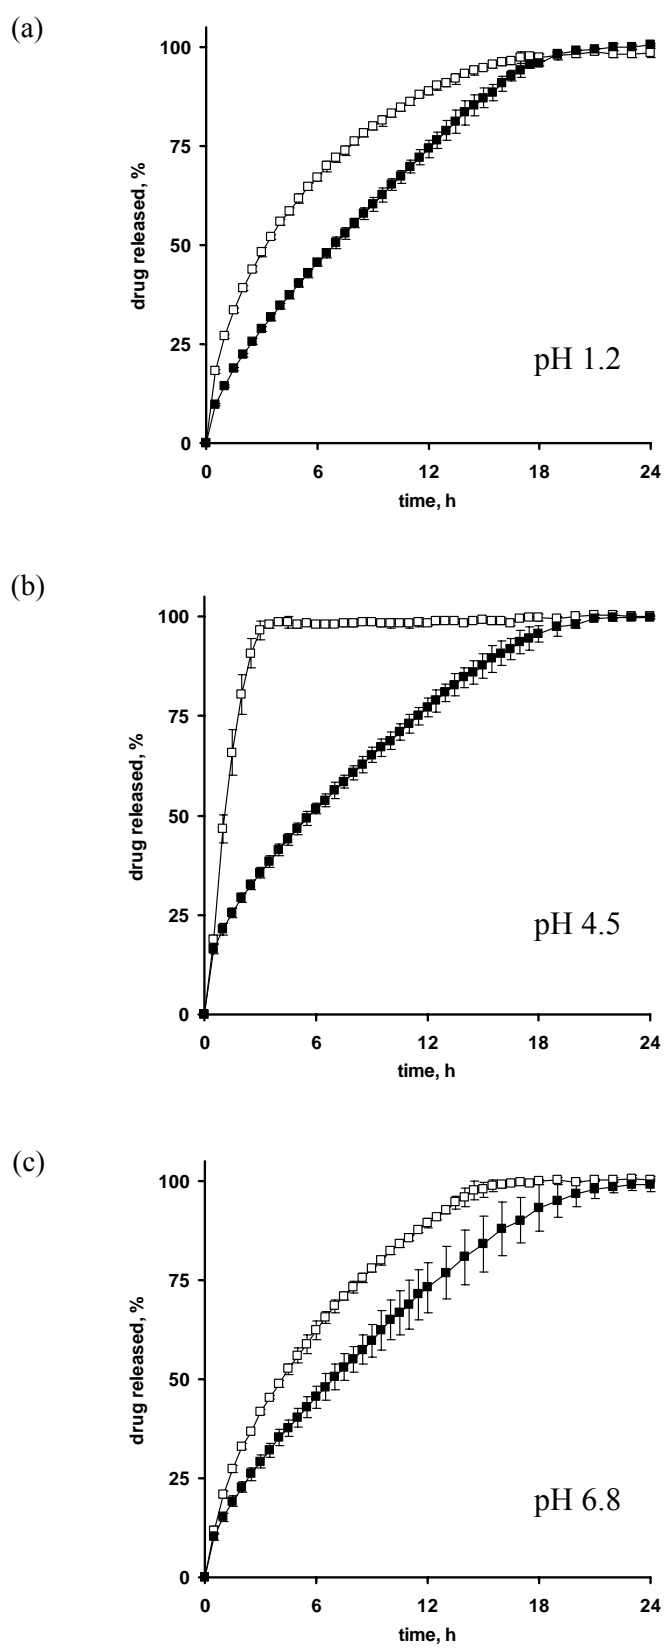 (a)
drug released, %
100
75
50
25
0
0 6 12 18 24
time, h
pH 1.2
(b)
drug released, %
100
75
50
25
0
0 6 12 18 24
time, h
pH 4.5
(c)
drug released, %
100
75
50
25
0
0 6 12 18 24
time, h
pH 6.8